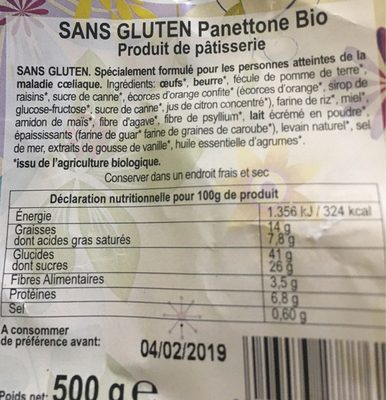 SANS GLUTEN Panettone Bio
Produit de pâtisserie
SANS GLUTEN. Spécialement formulé pour les personnes atteintes de la
maladie cœliaque. Ingrédients: œufs*, beurre*, fécule de pomme de terre*,
raisins*, sucre de canne*, écorces d'orange confite* (écorces d'orange*, sirop de
glucose-fructose*, sucre de canne*, jus de citron concentré*), farine de riz*, miel*,
amidon de maïs*, fibre d'agave*, fibre de psyllium*, lait écrémé en poudre*,
épaississants (farine de guar* farine de graines de caroube*), levain naturel*, sel
de mer, extraits de gousse de vanille*, huile essentielle d'agrumes*.
*issu de l'agriculture biologique.
Conserver dans un endroit frais et sec
Déclaration nutritionnelle pour 100g de produit
Énergie 1.356 kJ / 324 kcal
Graisses 14 g
dont acides gras saturés 7,8 g
Glucides 41 g
dont sucres 26 g
Fibres Alimentaires 3,5 g
Protéines 6,8 g
Sel 0,60 g
A consommer
de préférence avant: 04/02/2019
Poids net: 500 g e